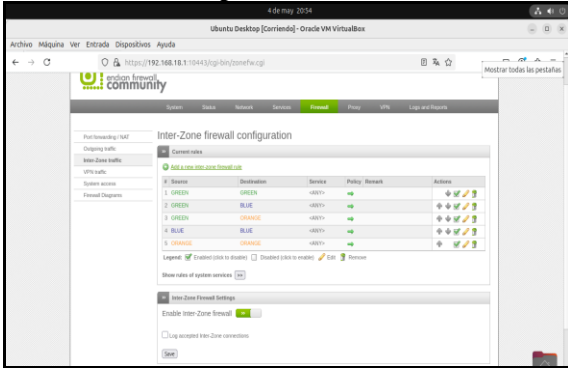 4 de may 20:54
Ubuntu Desktop [Corriendo] - Oracle VM VirtualBox
Archivo Máquina Ver Entrada Dispositivos Ayuda
https://192.168.18.1:10443/cgi-bin/zonefw.cgi
Mostrar todas las pestañas
endian firewall
community
System Status Network Services Firewall Proxy VPN Logs and Reports
Port forwarding / NAT
Outgoing traffic
Inter-Zone traffic
VPN traffic
System access
Firewall Diagrams
Inter-Zone firewall configuration
Current rules
Add a new inter-zone firewall rule
# Source Destination Service Policy Remark Actions
1 GREEN GREEN <ANY>
2 GREEN BLUE <ANY>
3 GREEN ORANGE <ANY>
4 BLUE BLUE <ANY>
5 ORANGE ORANGE <ANY>
Legend: Enabled (click to disable) Disabled (click to enable) Edit Remove
Show rules of system services >>
Inter-Zone Firewall Settings
Enable Inter-Zone firewall
Log accepted Inter-Zone connections
Save